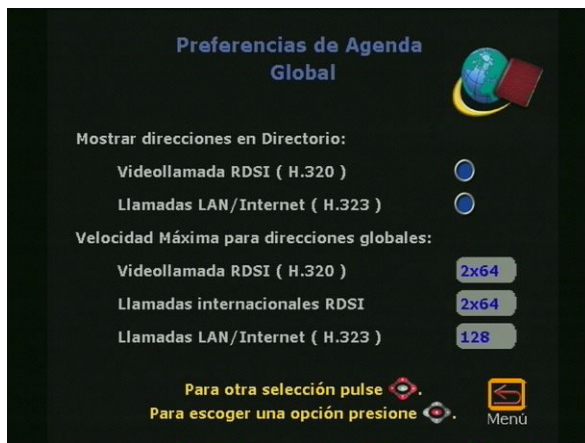 Preferencias de Agenda
Global
Mostrar direcciones en Directorio:
Videollamada RDSI ( H.320 )
Llamadas LAN/Internet ( H.323 )
Velocidad Máxima para direcciones globales:
Videollamada RDSI ( H.320 ) 2x64
Llamadas internacionales RDSI 2x64
Llamadas LAN/Internet ( H.323 ) 128
Para otra selección pulse .
Para escoger una opción presione .
Menú